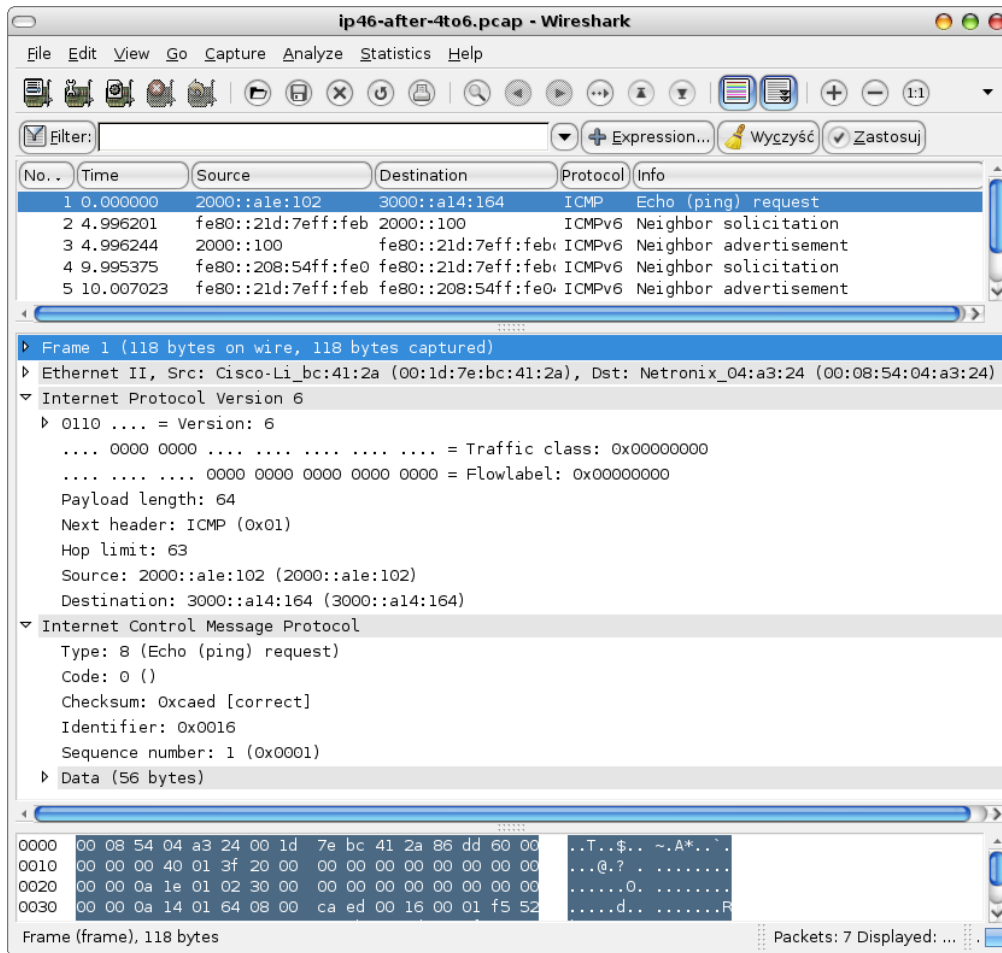 ip46-after-4to6.pcap - Wireshark
File Edit View Go Capture Analyze Statistics Help
1:1
Filter: Expression... Wyczyść Zastosuj
No. . Time Source Destination Protocol Info
1 0.000000 2000::a1e:102 3000::a14:164 ICMP Echo (ping) request
2 4.996201 fe80::21d:7eff:feb 2000::100 ICMPv6 Neighbor solicitation
3 4.996244 2000::100 fe80::21d:7eff:febc ICMPv6 Neighbor advertisement
4 9.995375 fe80::208:54ff:fe0 fe80::21d:7eff:febc ICMPv6 Neighbor solicitation
5 10.007023 fe80::21d:7eff:feb fe80::208:54ff:fe04 ICMPv6 Neighbor advertisement
Frame 1 (118 bytes on wire, 118 bytes captured)
Ethernet II, Src: Cisco-Li_bc:41:2a (00:1d:7e:bc:41:2a), Dst: Netronix_04:a3:24 (00:08:54:04:a3:24)
Internet Protocol Version 6
0110 .... = Version: 6
.... 0000 0000 .... .... .... .... .... = Traffic class: 0x00000000
.... .... .... 0000 0000 0000 0000 0000 = Flowlabel: 0x00000000
Payload length: 64
Next header: ICMP (0x01)
Hop limit: 63
Source: 2000::a1e:102 (2000::a1e:102)
Destination: 3000::a14:164 (3000::a14:164)
Internet Control Message Protocol
Type: 8 (Echo (ping) request)
Code: 0 ()
Checksum: 0xcaed [correct]
Identifier: 0x0016
Sequence number: 1 (0x0001)
Data (56 bytes)
0000 00 08 54 04 a3 24 00 1d 7e bc 41 2a 86 dd 60 00 ..T..$.. ~.A*..`.
0010 00 00 00 40 01 3f 20 00 00 00 00 00 00 00 00 00 ...@.? . ........
0020 00 00 0a 1e 01 02 30 00 00 00 00 00 00 00 00 00 ......0. ........
0030 00 00 0a 14 01 64 08 00 ca ed 00 16 00 01 f5 52 .....d.. .......R
Frame (frame), 118 bytes Packets: 7 Displayed: ... .